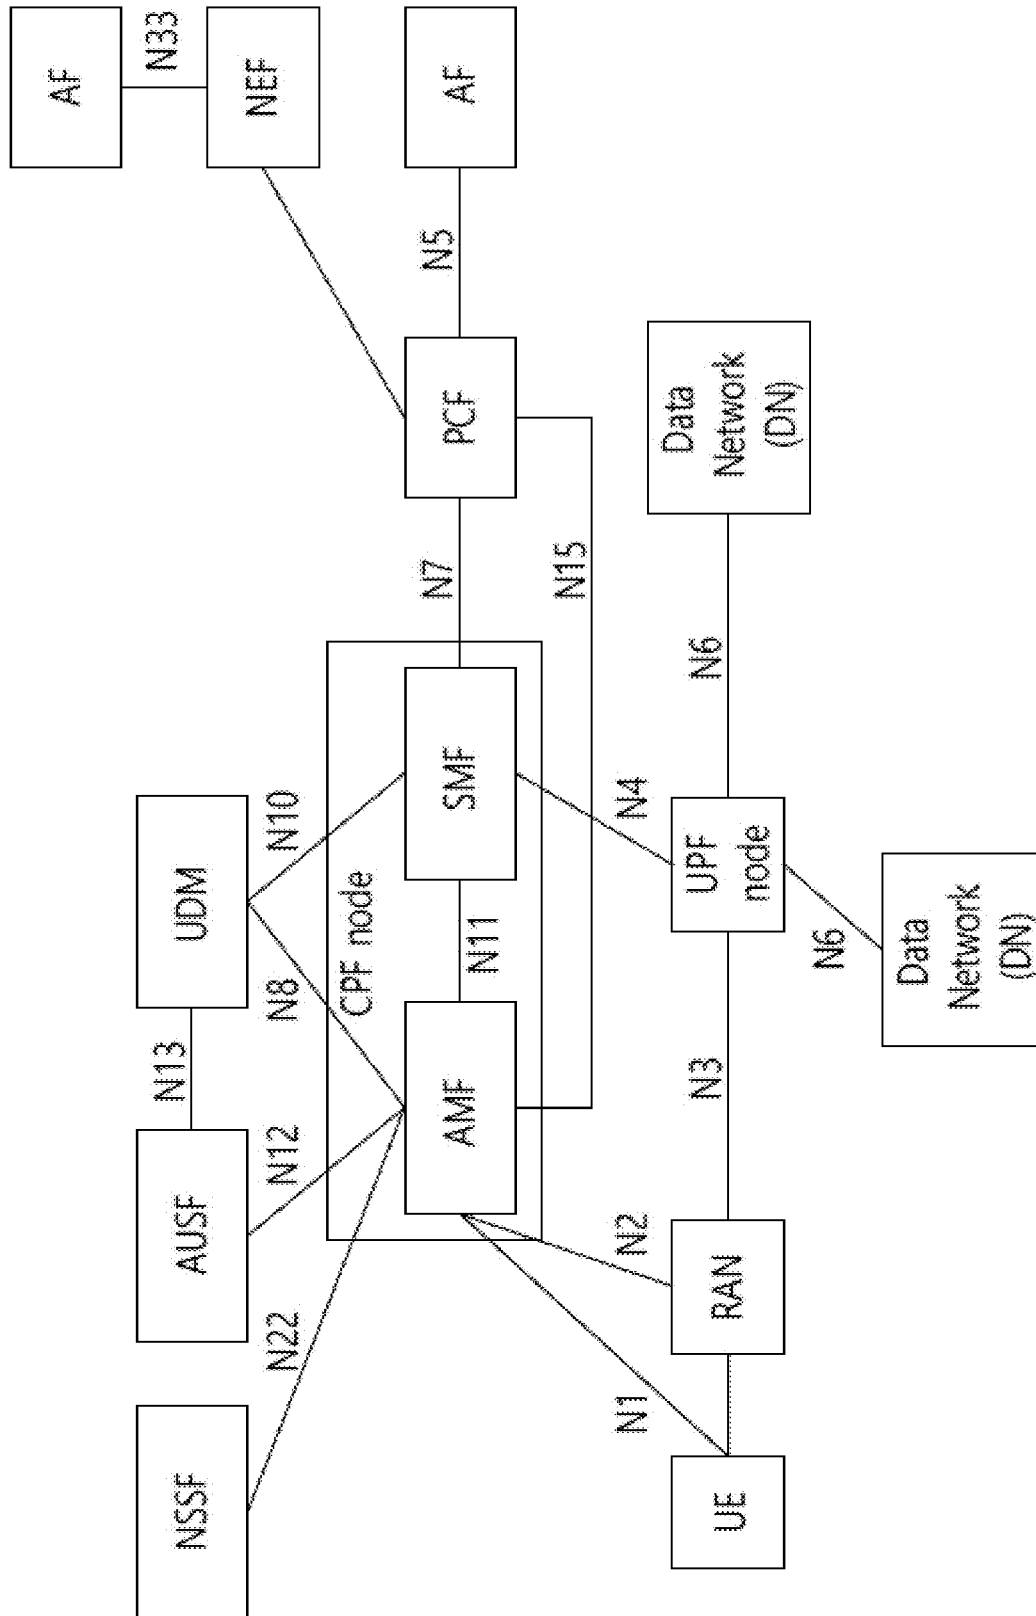 NSSF
AUSF
N13
UDM
AF
N33
NEF
N22
N12
N8
N10
CPF node
AMF
N11
SMF
N7
PCF
N5
AF
N15
N1
N2
N4
UE
RAN
N3
UPF
node
N6
Data
Network
(DN)
N6
Data
Network
(DN)